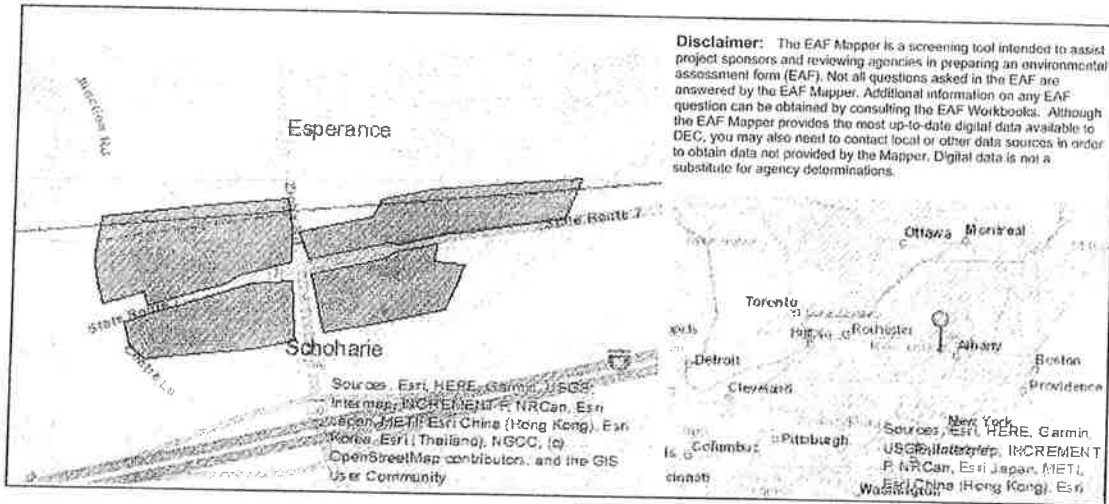 Disclaimer: The EAF Mapper is a screening tool intended to assist
project sponsors and reviewing agencies in preparing an environmental
assessment form (EAF). Not all questions asked in the EAF are
answered by the EAF Mapper. Additional information on any EAF
question can be obtained by consulting the EAF Workbooks. Although
the EAF Mapper provides the most up-to-date digital data available to
DEC, you may also need to contact local or other data sources in order
to obtain data not provided by the Mapper. Digital data is not a
substitute for agency determinations.
Junction Rd
Esperance
State Route 7
State Route
Schoharie
Sources, Esri, HERE, Garmin, USGS,
Intermap, INCREMENT P, NRCan, Esri
Japan, METI, Esri China (Hong Kong), Esri
Korea, Esri (Thailand), NGCC, (c)
OpenStreetMap contributors, and the GIS
User Community
Ottawa
Montreal
Toronto
Rochester
Albany
Detroit
Boston
Providence
Cleveland
New York
Columbus
Pittsburgh
Washington
Sources, Esri, HERE, Garmin,
USGS, Intermap, INCREMENT
P, NRCan, Esri Japan, METI,
Esri China (Hong Kong), Esri